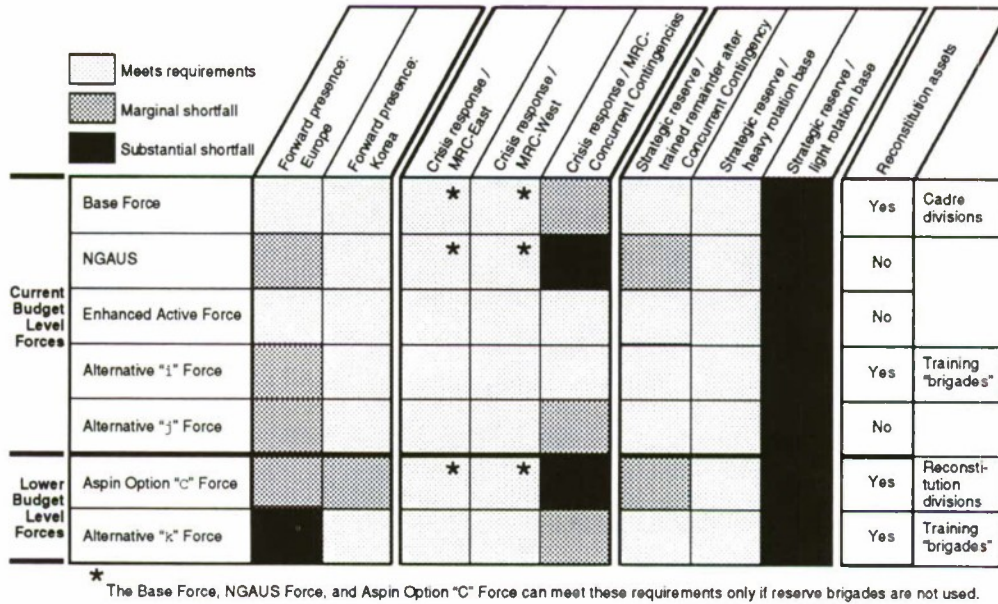 Meets requirements
Marginal shortfall
Substantial shortfall
Forward presence:
Europe
Forward presence:
Korea
Crisis response /
MRC-East
Crisis response /
MRC-West
Crisis response / MRC-
Concurrent Contingencies
Strategic reserve /
trained remainder after
Concurrent Contingency
Strategic reserve /
heavy rotation base
Strategic reserve /
light rotation base
Reconstitution assets
Current
Budget
Level
Forces
Base Force
*
*
Yes
Cadre
divisions
NGAUS
*
*
No
Enhanced Active Force
No
Alternative "i" Force
Yes
Training
"brigades"
Alternative "j" Force
No
Lower
Budget
Level
Forces
Aspin Option "C" Force
*
*
Yes
Reconsti-
tution
divisions
Alternative "k" Force
Yes
Training
"brigades"
* The Base Force, NGAUS Force, and Aspin Option "C" Force can meet these requirements only if reserve brigades are not used.